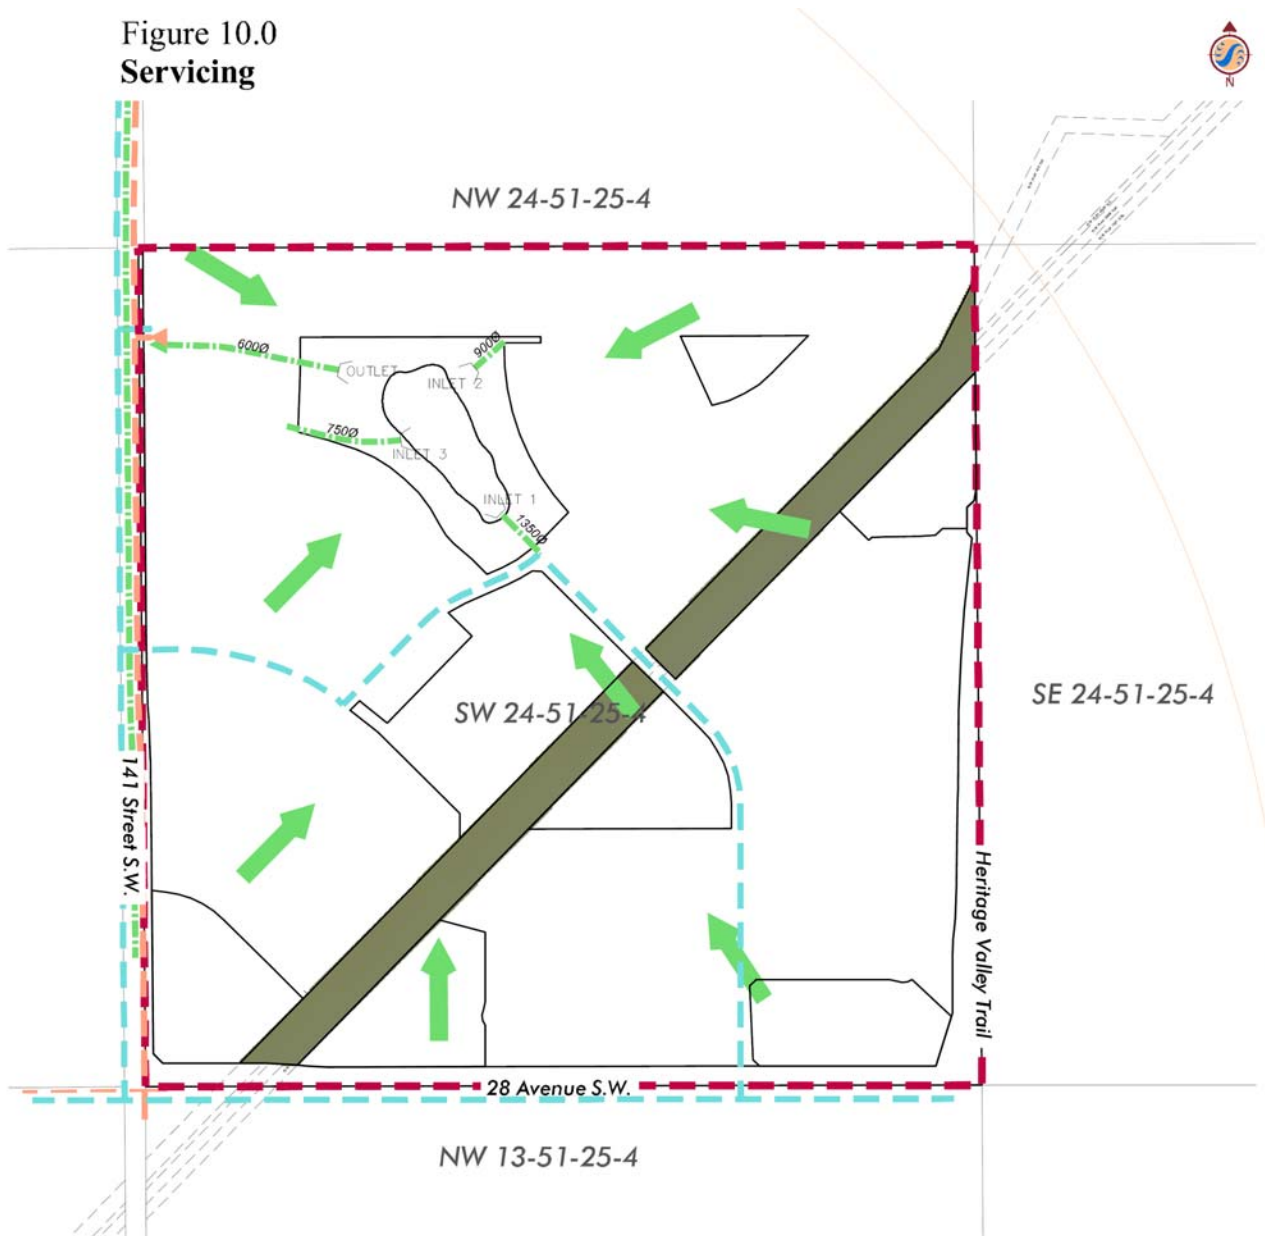 Figure 10.0
Servicing
N
NW 24-51-25-4
600Ø
OUTLET
900Ø
INLET 2
750Ø
INLET 3
INLET 1
1350Ø
SW 24-51-25-4
SE 24-51-25-4
141 Street S.W.
Heritage Valley Trail
28 Avenue S.W.
NW 13-51-25-4